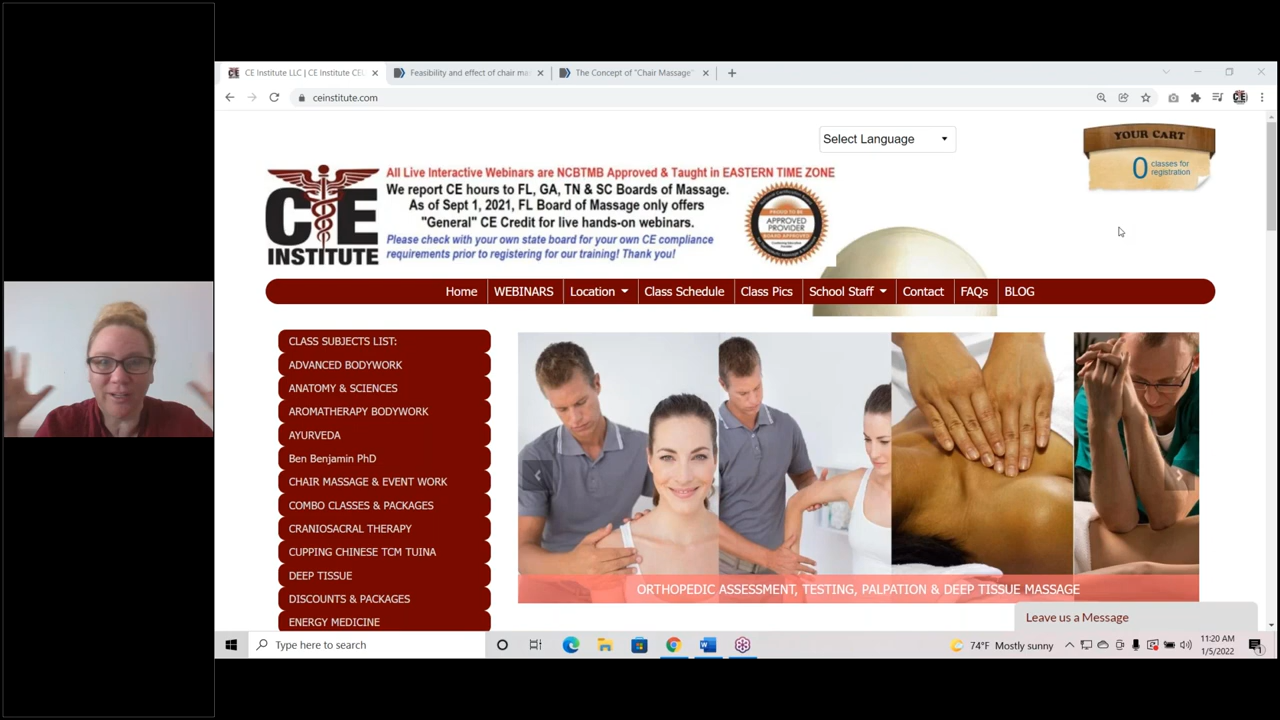 CE Institute LLC | CE Institute CEU
Feasibility and effect of chair ma
The Concept of "Chair Massage"
ceinstitute.com
Select Language
YOUR CART
0 classes for
registration
CE
INSTITUTE
All Live Interactive Webinars are NCBTMB Approved & Taught in EASTERN TIME ZONE
We report CE hours to FL, GA, TN & SC Boards of Massage.
As of Sept 1, 2021, FL Board of Massage only offers
"General" CE Credit for live hands-on webinars.
Please check with your own state board for your own CE compliance
requirements prior to registering for our training! Thank you!
APPROVED
PROVIDER
Home WEBINARS Location Class Schedule Class Pics School Staff Contact FAQs BLOG
CLASS SUBJECTS LIST:
ADVANCED BODYWORK
ANATOMY & SCIENCES
AROMATHERAPY BODYWORK
AYURVEDA
Ben Benjamin PhD
CHAIR MASSAGE & EVENT WORK
COMBO CLASSES & PACKAGES
CRANIOSACRAL THERAPY
CUPPING CHINESE TCM TUINA
DEEP TISSUE
DISCOUNTS & PACKAGES
ENERGY MEDICINE
ORTHOPEDIC ASSESSMENT, TESTING, PALPATION & DEEP TISSUE MASSAGE
Leave us a Message
Type here to search
74°F Mostly sunny
11:20 AM
1/5/2022